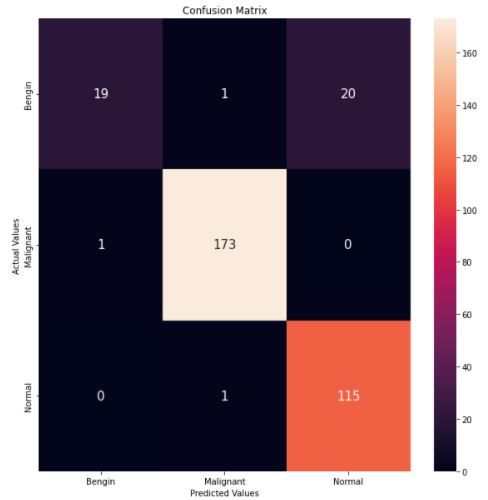 Confusion Matrix
Bengin
19 1 20
Actual Values
Malignant
1 173 0
Normal
0 1 115
Bengin Malignant Normal
Predicted Values
160
140
120
100
80
60
40
20
0